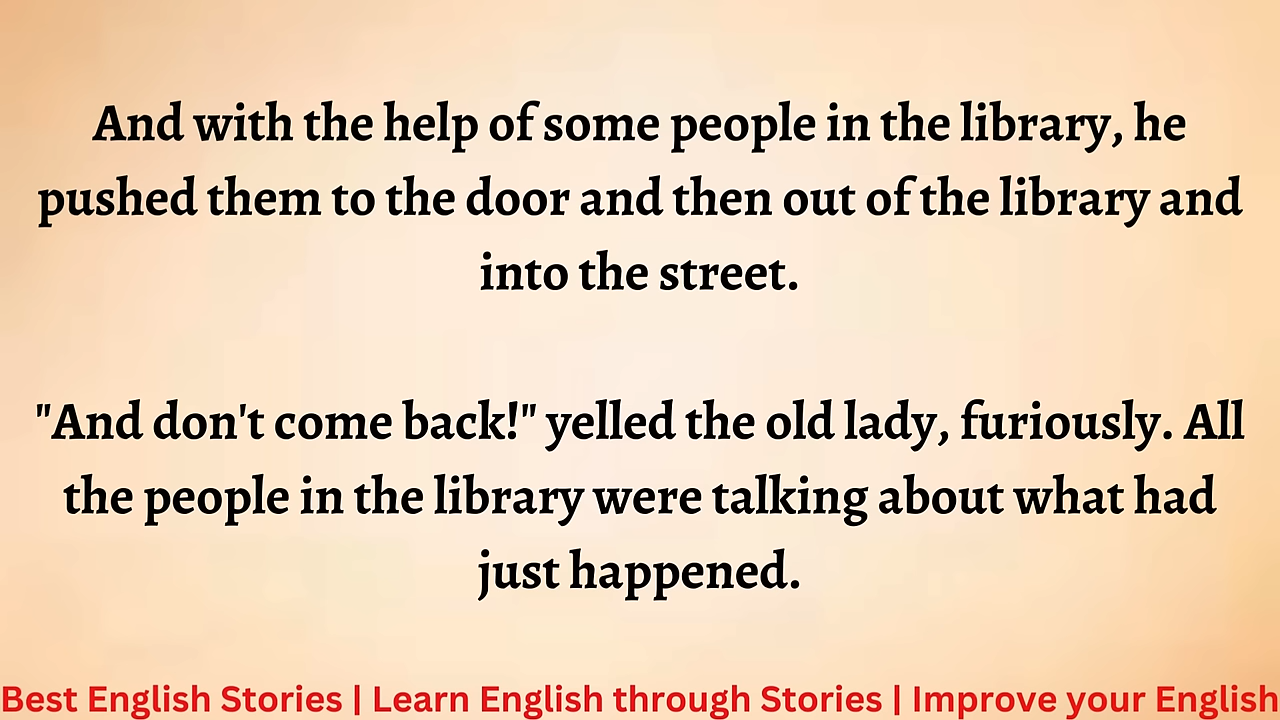 And with the help of some people in the library, he
pushed them to the door and then out of the library and
into the street.
"And don't come back!" yelled the old lady, furiously. All
the people in the library were talking about what had
just happened.
Best English Stories | Learn English through Stories | Improve your English